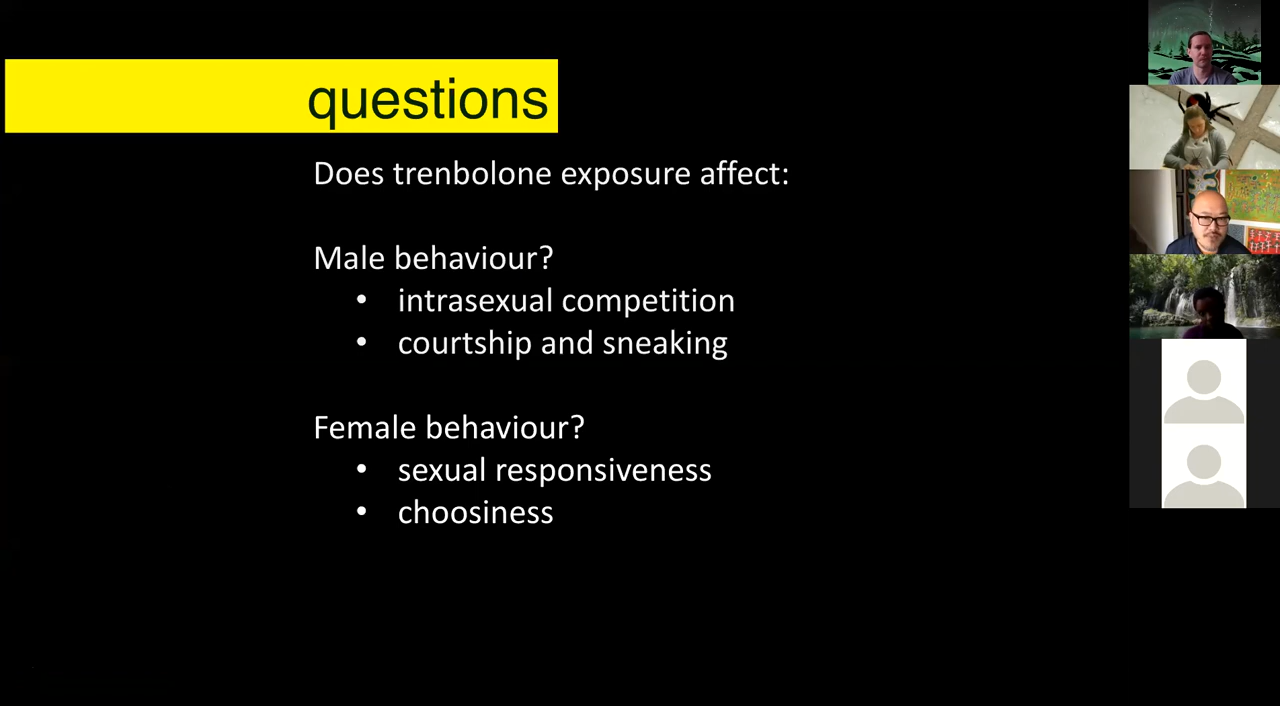 questions
Does trenbolone exposure affect:
Male behaviour?
• intrasexual competition
• courtship and sneaking
Female behaviour?
• sexual responsiveness
• choosiness